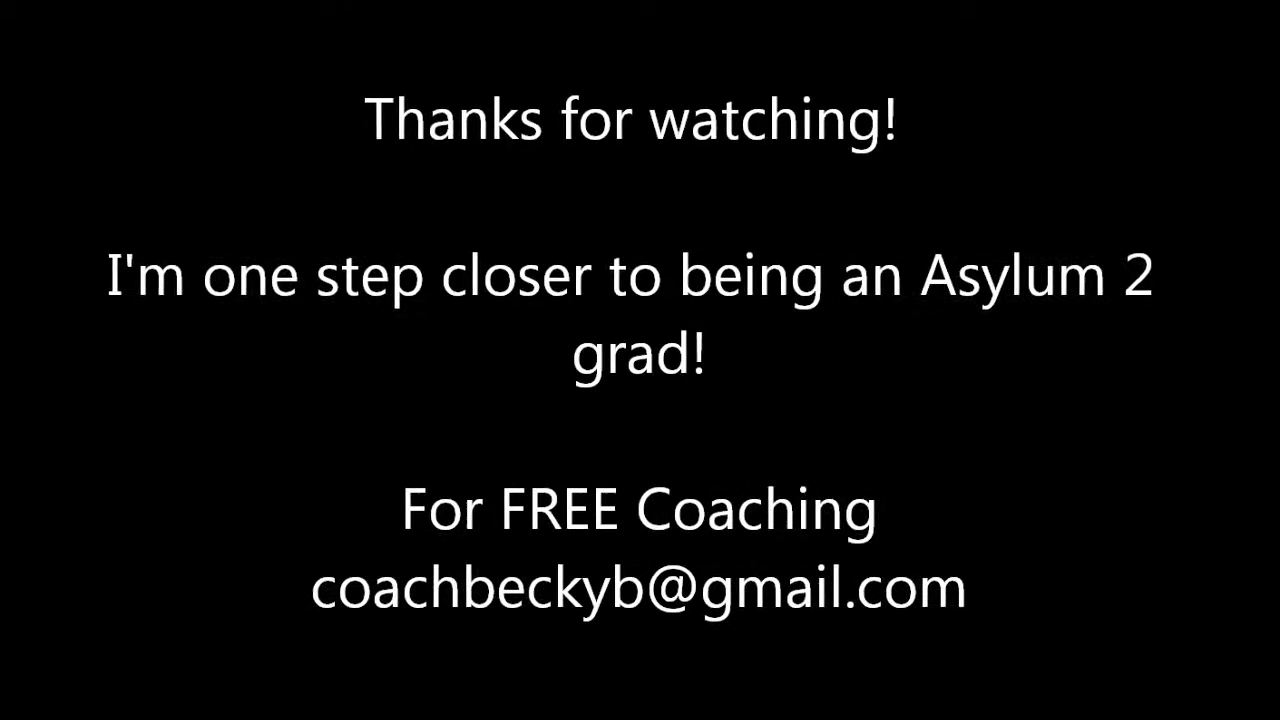 Thanks for watching!
I'm one step closer to being an Asylum 2
grad!
For FREE Coaching
coachbeckyb@gmail.com